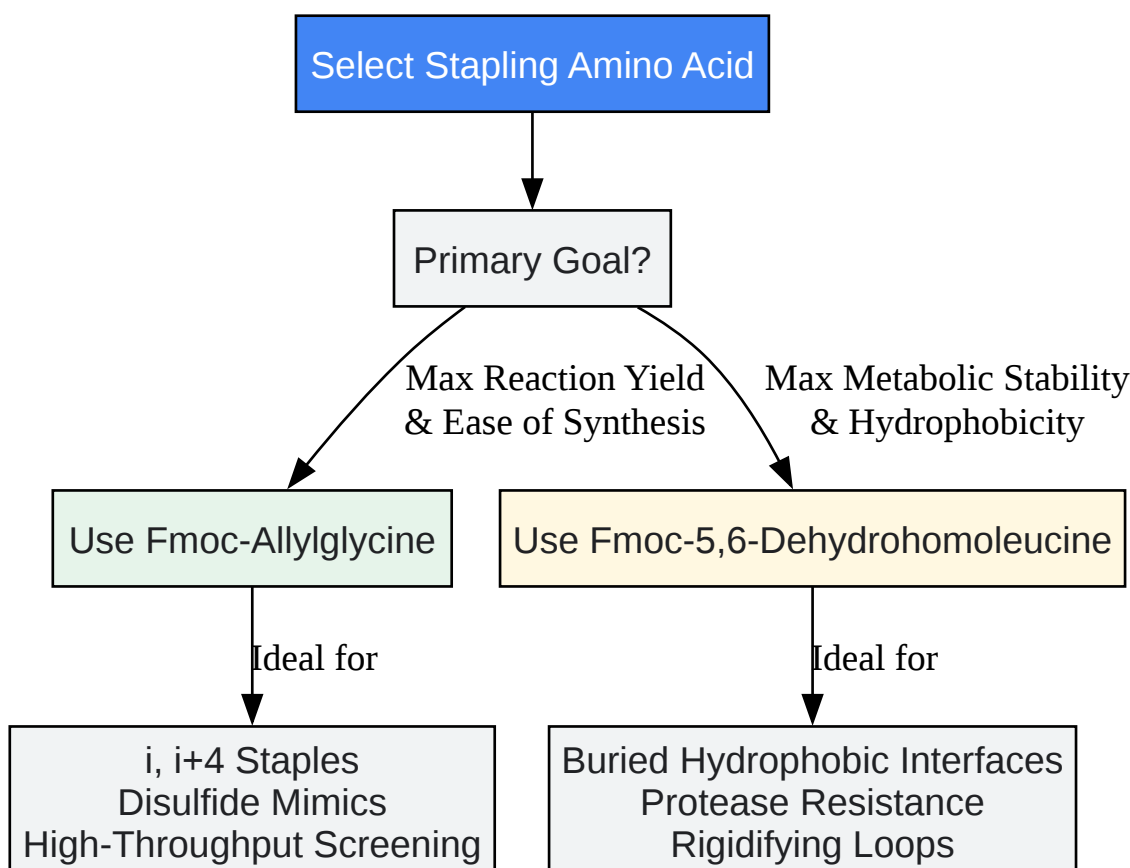 Select Stapling Amino Acid
Primary Goal?
Max Reaction Yield
& Ease of Synthesis
Max Metabolic Stability
& Hydrophobicity
Use Fmoc-Allylglycine
Use Fmoc-5,6-Dehydrohomoleucine
Ideal for
Ideal for
i, i+4 Staples
Disulfide Mimics
High-Throughput Screening
Buried Hydrophobic Interfaces
Protease Resistance
Rigidifying Loops